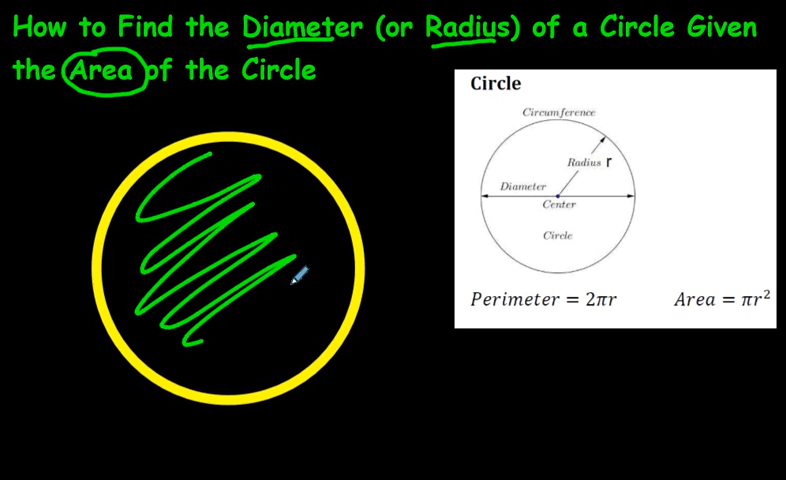 How to Find the Diameter (or Radius) of a Circle Given
the Area of the Circle
Circle
Circumference
Radius r
Diameter
Center
Circle
Perimeter = 2πr
Area = πr²